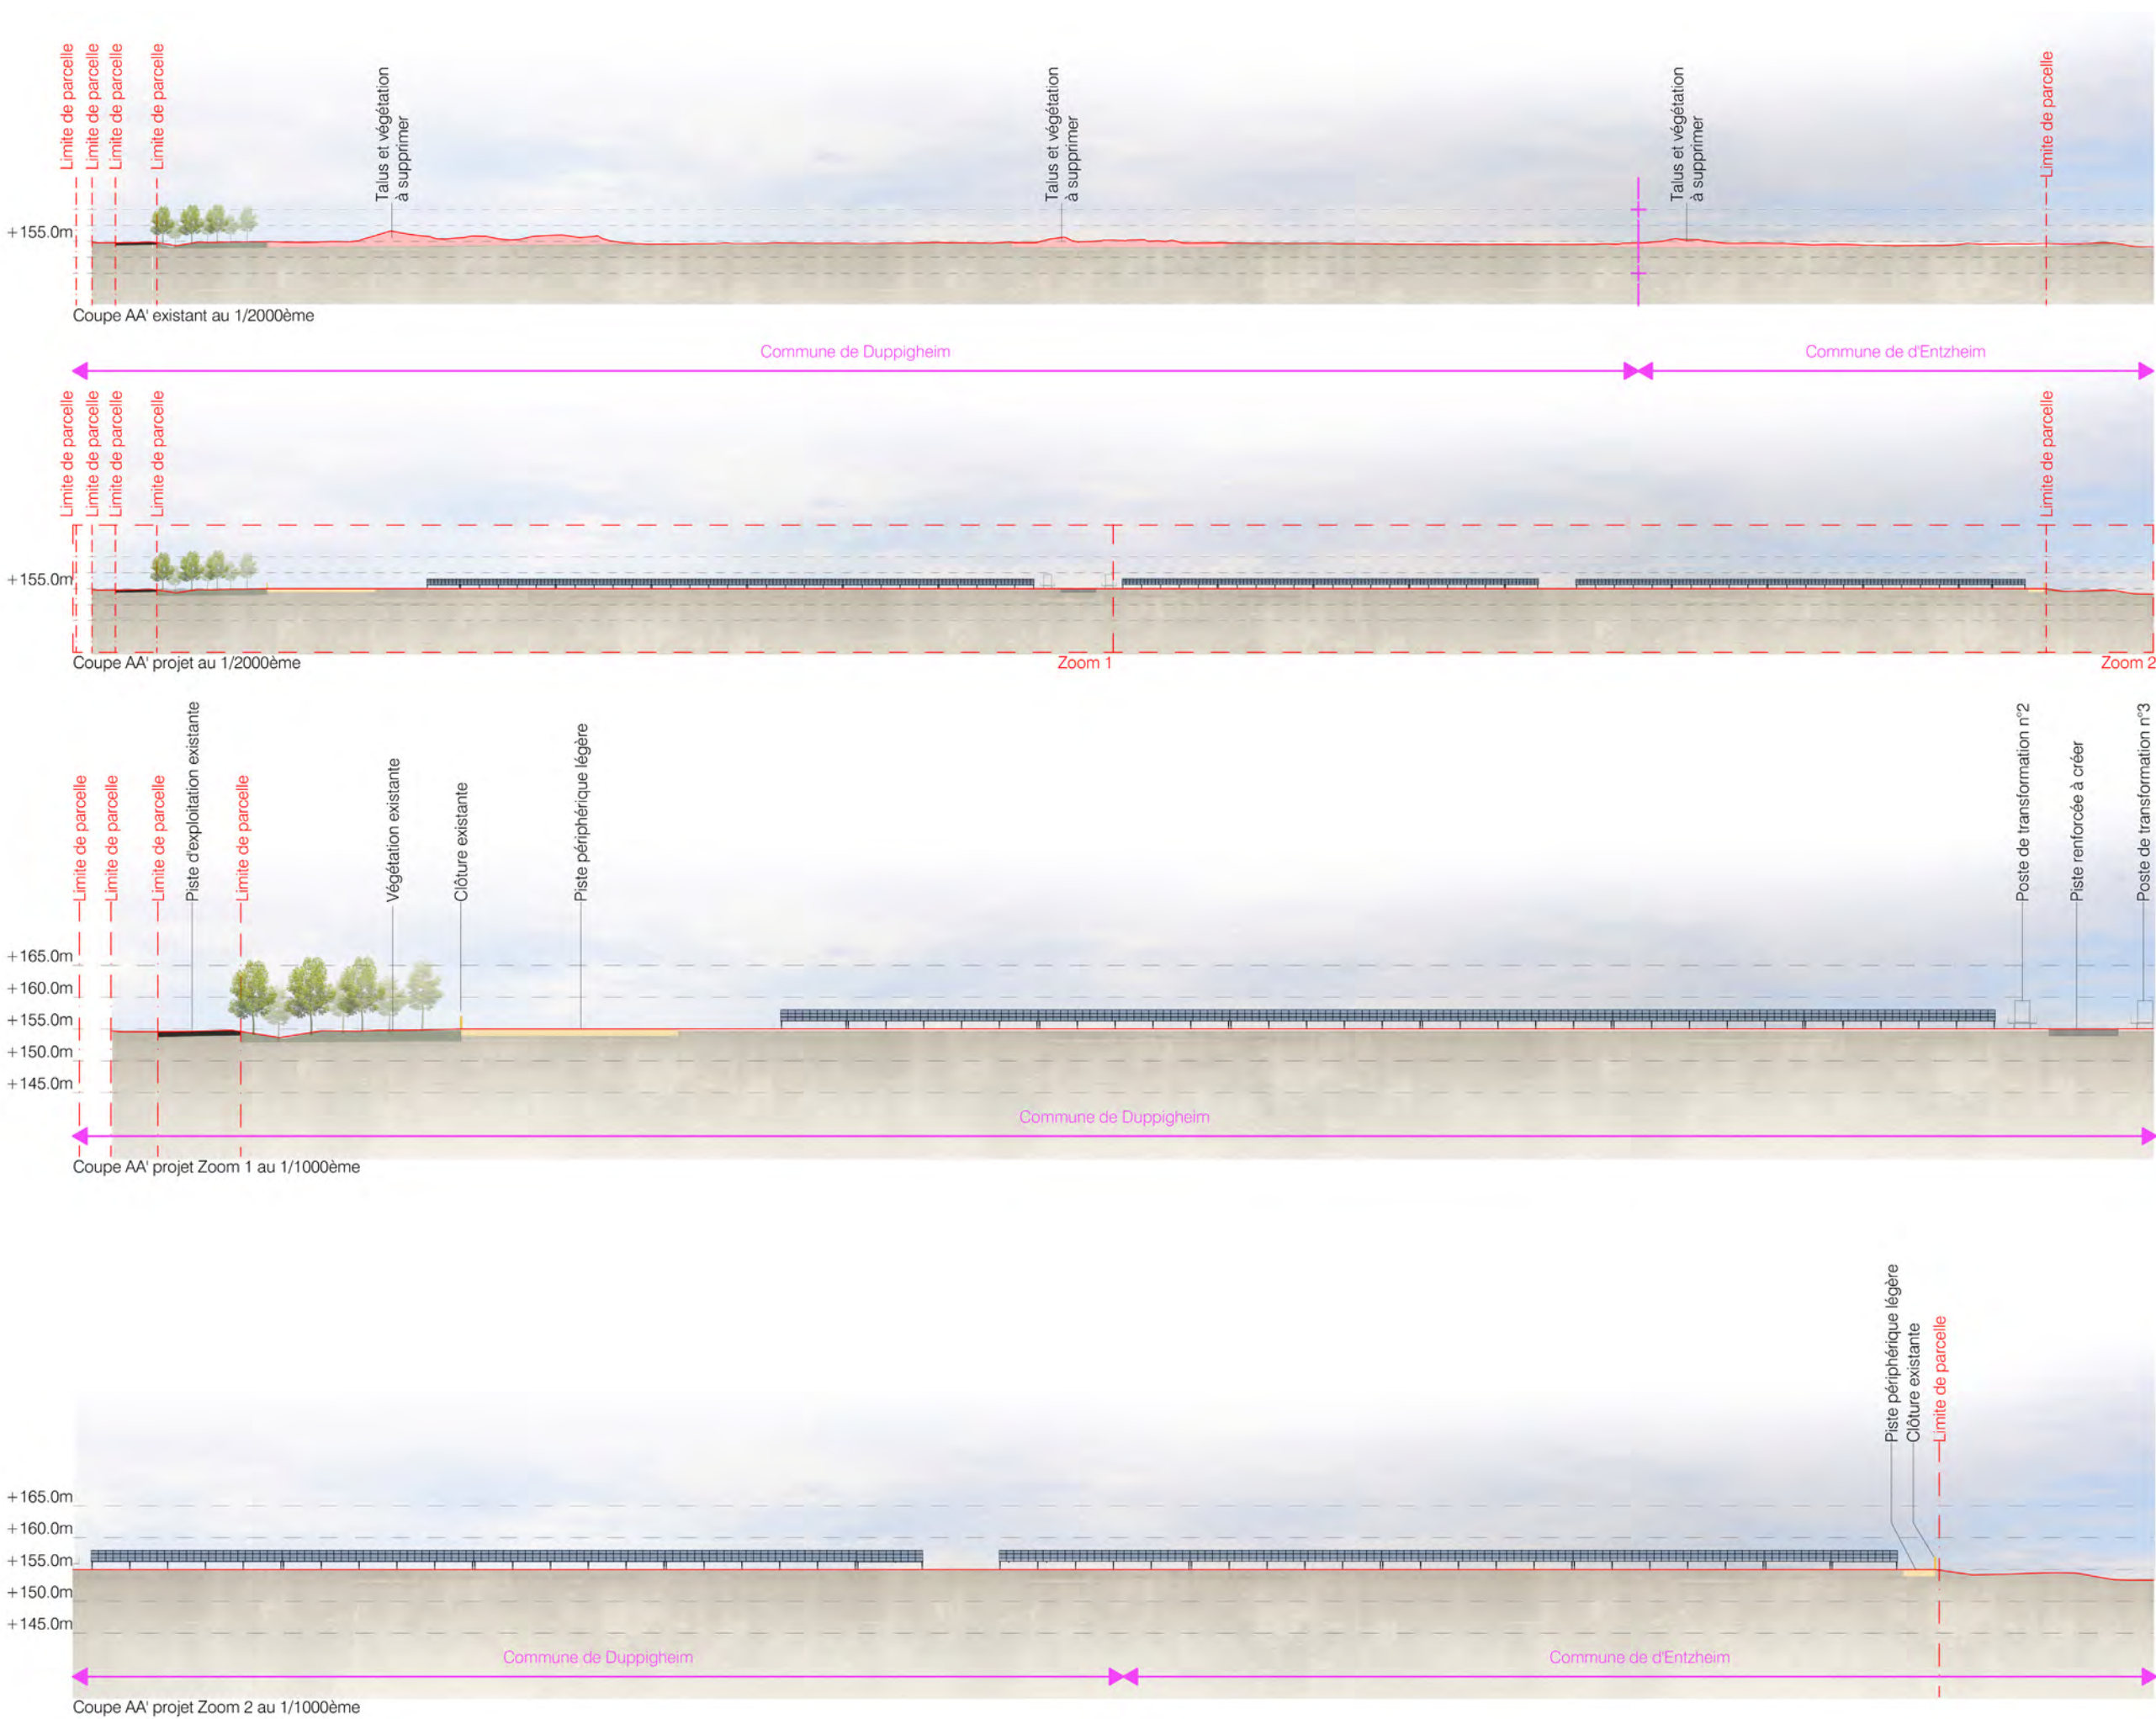 Limite de parcelle
Limite de parcelle
Limite de parcelle
Limite de parcelle
Talus et végétation
à supprimer
Talus et végétation
à supprimer
Talus et végétation
à supprimer
Limite de parcelle
+155.0m
Coupe AA' existant au 1/2000ème
Commune de Duppigheim
Commune de d'Entzheim
Limite de parcelle
Limite de parcelle
Limite de parcelle
Limite de parcelle
Limite de parcelle
+155.0m
Coupe AA' projet au 1/2000ème
Zoom 1
Zoom 2
Limite de parcelle
Limite de parcelle
Limite de parcelle
Piste d'exploitation existante
Limite de parcelle
Végétation existante
Clôture existante
Piste périphérique légère
Poste de transformation n°2
Piste renforcée à créer
Poste de transformation n°3
+165.0m
+160.0m
+155.0m
+150.0m
+145.0m
Commune de Duppigheim
Coupe AA' projet Zoom 1 au 1/1000ème
Piste périphérique légère
Clôture existante
Limite de parcelle
+165.0m
+160.0m
+155.0m
+150.0m
+145.0m
Commune de Duppigheim
Commune de d'Entzheim
Coupe AA' projet Zoom 2 au 1/1000ème